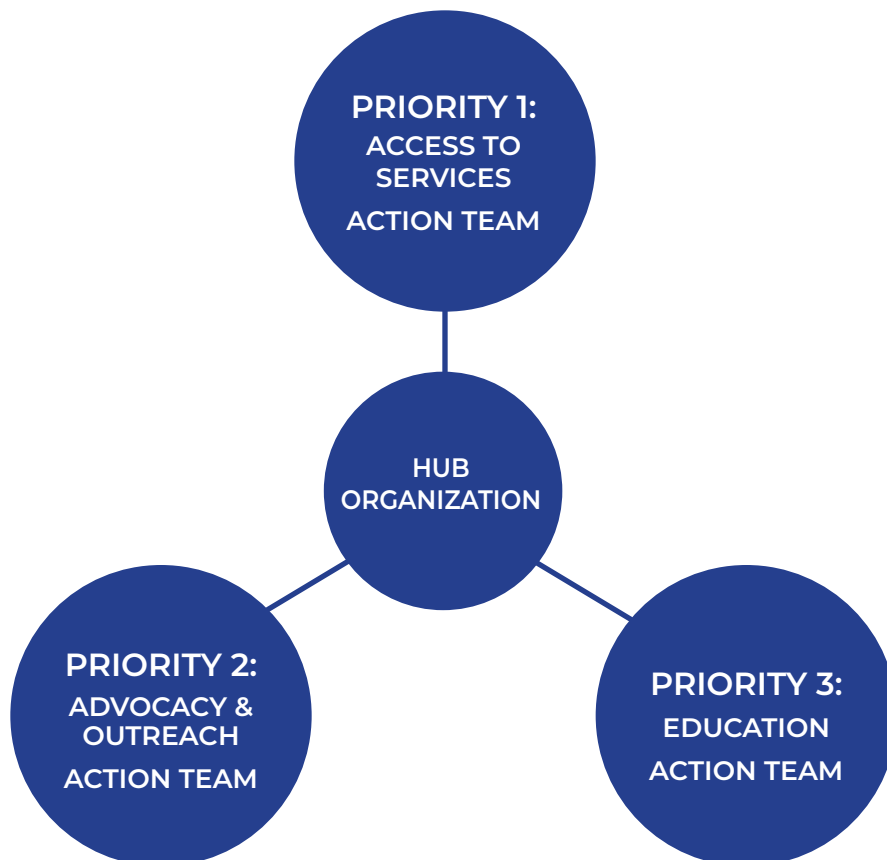 PRIORITY 1:
ACCESS TO
SERVICES
ACTION TEAM
HUB
ORGANIZATION
PRIORITY 2:
ADVOCACY &
OUTREACH
ACTION TEAM
PRIORITY 3:
EDUCATION
ACTION TEAM